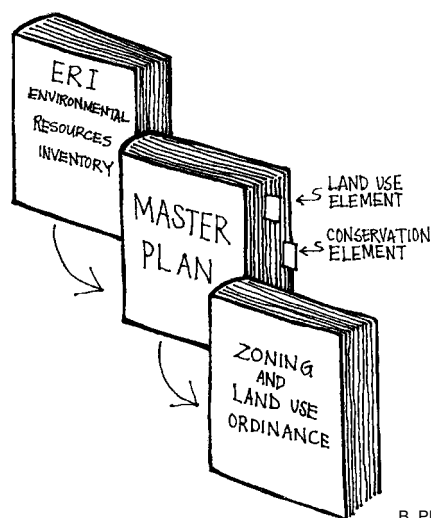 ERI
ENVIRONMENTAL
RESOURCES
INVENTORY
MASTER
PLAN
LAND USE
ELEMENT
CONSERVATION
ELEMENT
ZONING
AND
LAND USE
ORDINANCE